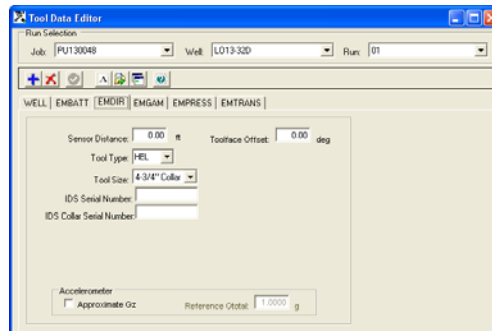 Tool Data Editor
Run Selection
Job: PU130048 Well: LO13-32D Run: 01
A
WELL EMBATT EMDIR EMGAM EMPRESS EMTRANS
Sensor Distance: 0.00 ft Toolface Offset: 0.00 deg
Tool Type: HEL
Tool Size: 4-3/4" Collar
IDS Serial Number:
IDS Collar Serial Number:
Accelerometer
Approximate Gz Reference Gtotal: 1.0000 g